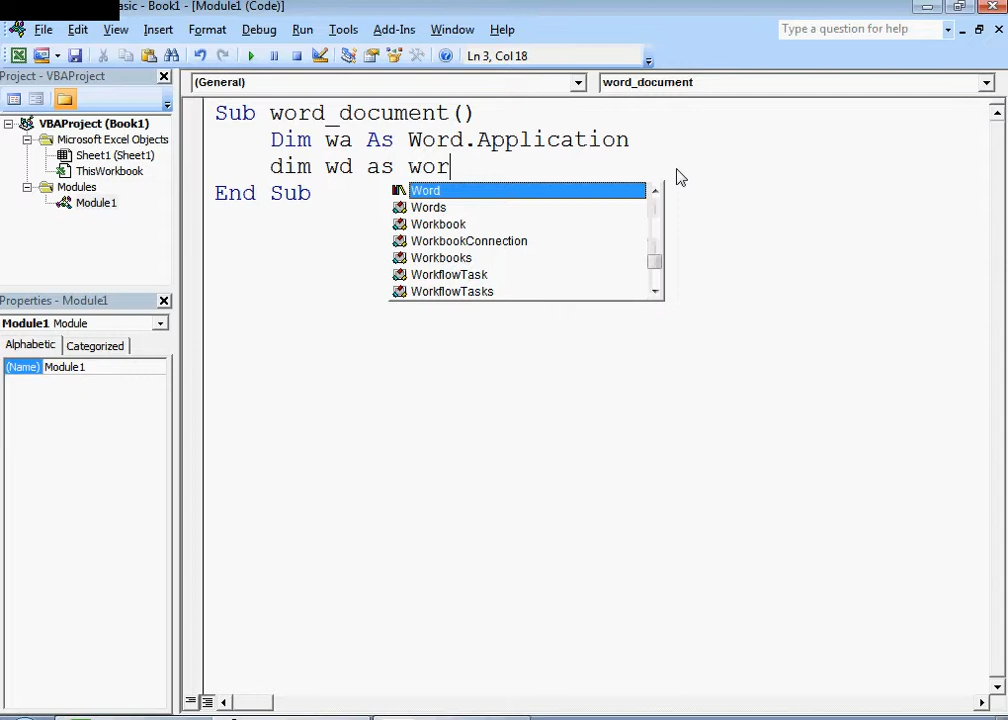 asic - Book1 - [Module1 (Code)]
File Edit View Insert Format Debug Run Tools Add-Ins Window Help Type a question for help
Ln 3, Col 18
Project - VBAProject
(General) word_document
VBAProject (Book1)
Microsoft Excel Objects
Sheet1 (Sheet1)
ThisWorkbook
Modules
Module1
Sub word_document()
Dim wa As Word.Application
dim wd as wor
End Sub
Word
Words
Workbook
WorkbookConnection
Workbooks
WorkflowTask
WorkflowTasks
Properties - Module1
Module1 Module
Alphabetic Categorized
(Name) Module1